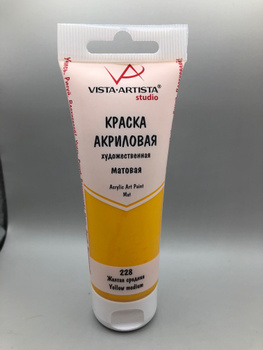 VISTA-ARTISTA®
studio
КРАСКА
АКРИЛОВАЯ
художественная
матовая
Acrylic Art Paint
Mat
228
Желтая средняя
Yellow medium